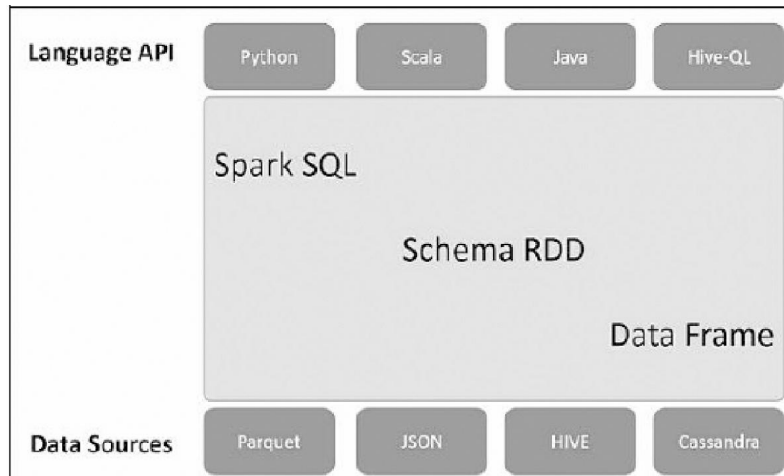 Language API Python Scala Java Hive-QL
Spark SQL
Schema RDD
Data Frame
Data Sources Parquet JSON HIVE Cassandra